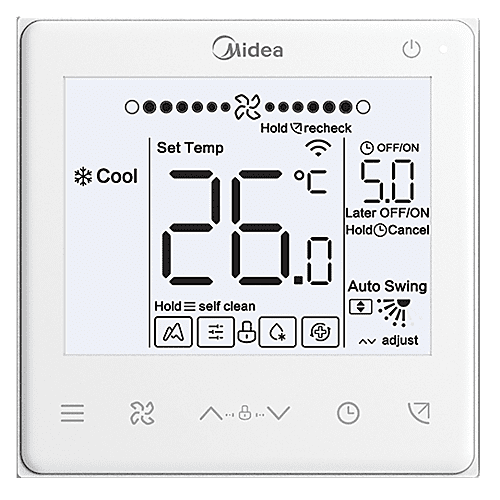 Midea
Hold recheck
Set Temp
OFF/ON
Cool
26.0 °C
5.0
Later OFF/ON
Hold Cancel
Auto Swing
Hold self clean
adjust